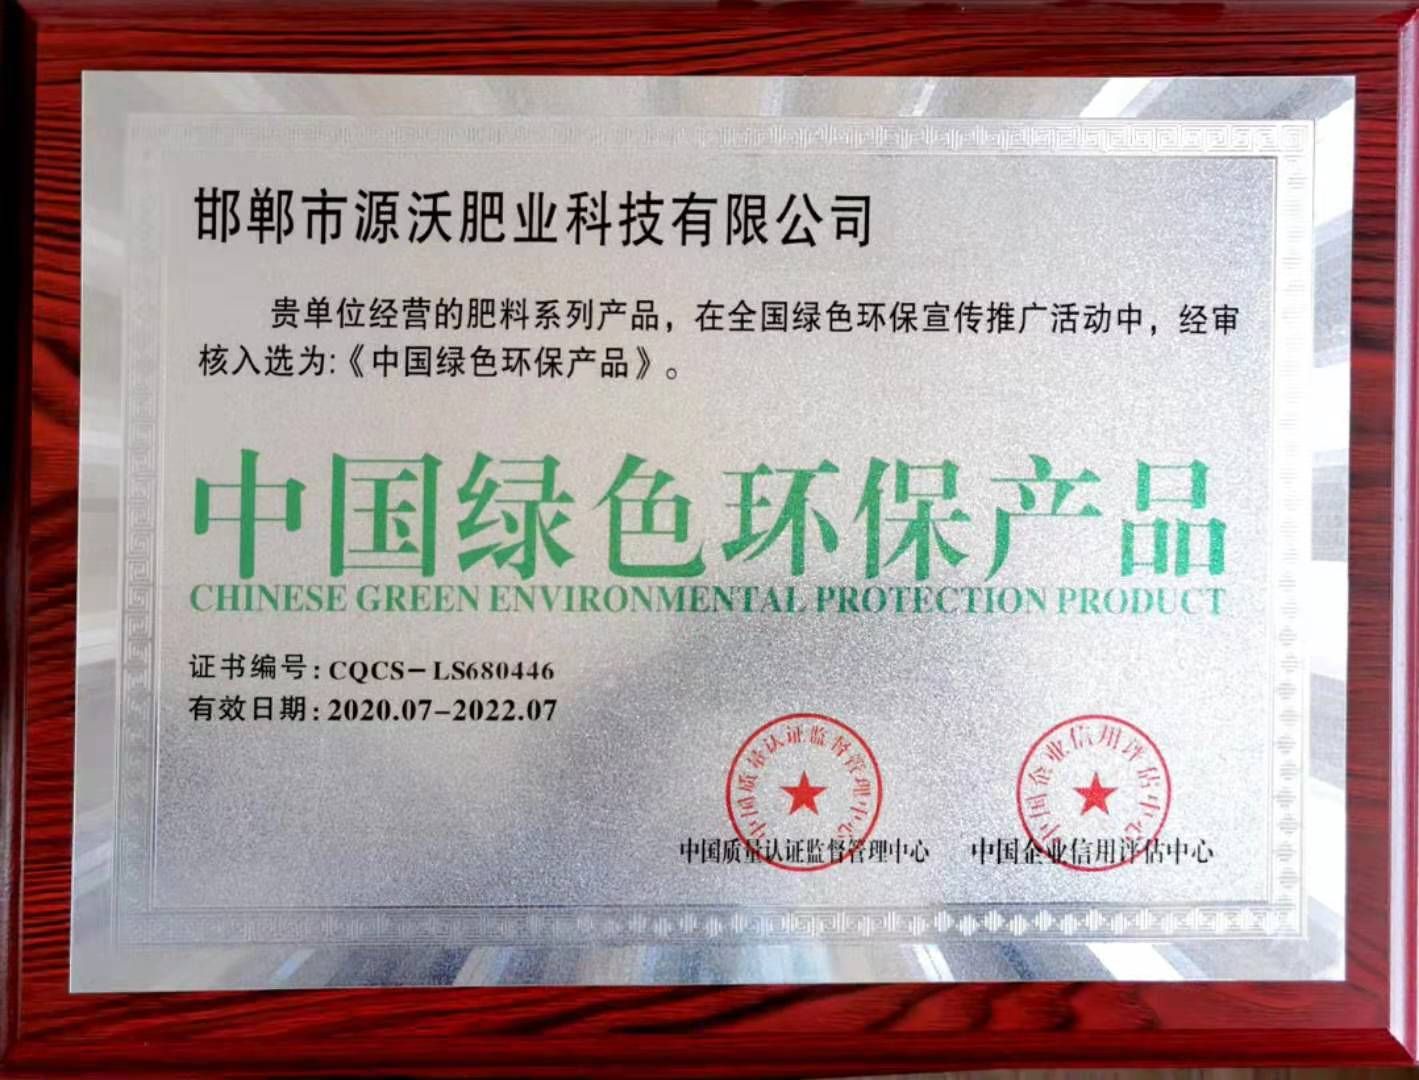 邯郸市源沃肥业科技有限公司
贵单位经营的肥料系列产品，在全国绿色环保宣传推广活动中，经审
核入选为:《中国绿色环保产品》。
中国绿色环保产品
CHINESE GREEN ENVIRONMENTAL PROTECTION PRODUCT
证书编号: CQCS-LS680446
有效日期: 2020.07-2022.07
中国质量认证监督管理中心
中国企业信用评估中心
中国质量认证监督管理中心
中国企业信用评估中心